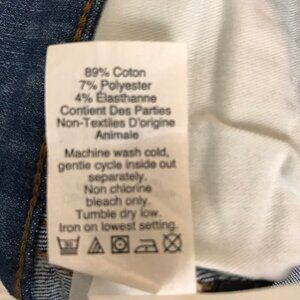 89% Coton
7% Polyester
4% Élasthanne
Contient Des Parties
Non-Textiles D'origine
Animale
Machine wash cold,
gentle cycle inside out
separately.
Non chlorine
bleach only.
Tumble dry low.
Iron on lowest setting.